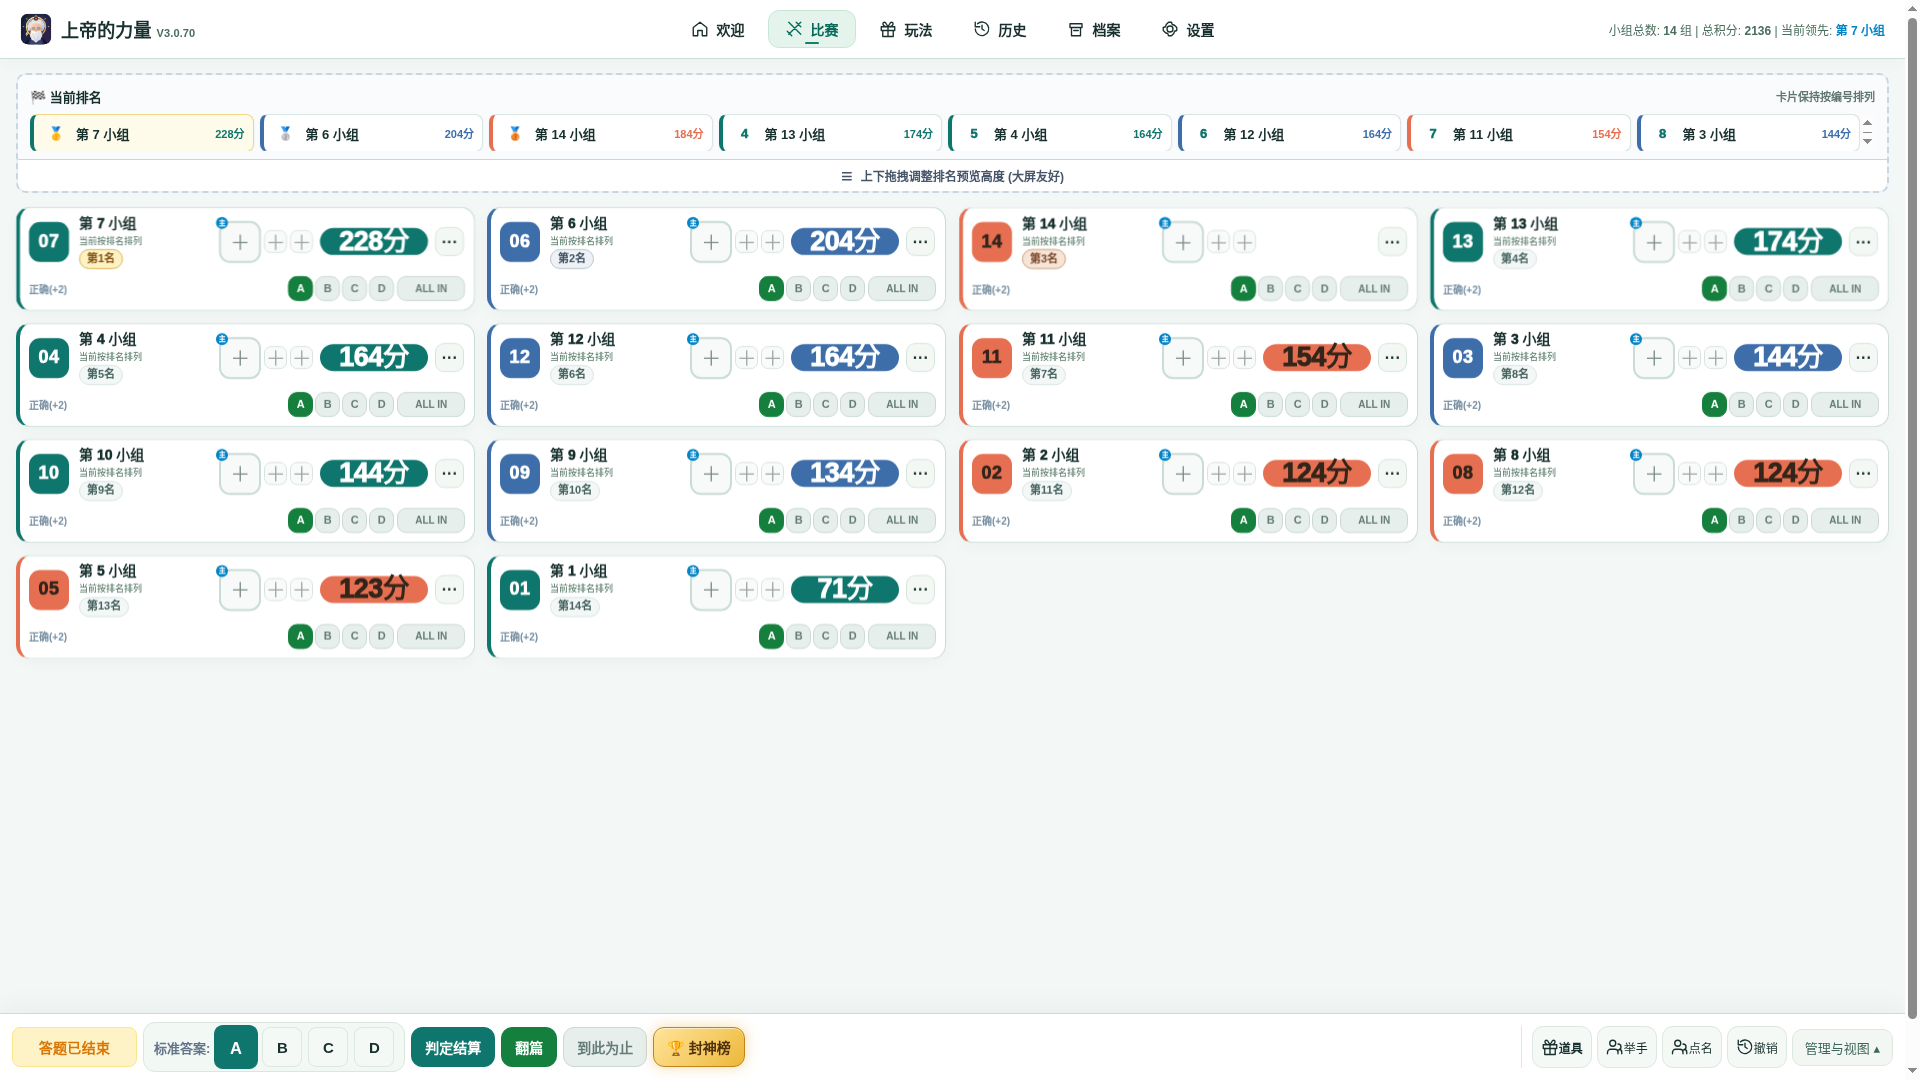 上帝的力量 V3.0.70
欢迎
比赛
玩法
历史
档案
设置
小组总数: 14 组 | 总积分: 2136 | 当前领先: 第 7 小组
当前排名
卡片保持按编号排列
第 7 小组 228分
第 6 小组 204分
第 14 小组 184分
4 第 13 小组 174分
5 第 4 小组 164分
6 第 12 小组 164分
7 第 11 小组 154分
8 第 3 小组 144分
上下拖拽调整排名预览高度 (大屏友好)
07 第 7 小组
当前按排名排列
第1名
主
228分
正确(+2)
A B C D ALL IN
06 第 6 小组
当前按排名排列
第2名
主
204分
正确(+2)
A B C D ALL IN
14 第 14 小组
当前按排名排列
第3名
主
正确(+2)
A B C D ALL IN
13 第 13 小组
当前按排名排列
第4名
主
174分
正确(+2)
A B C D ALL IN
04 第 4 小组
当前按排名排列
第5名
主
164分
正确(+2)
A B C D ALL IN
12 第 12 小组
当前按排名排列
第6名
主
164分
正确(+2)
A B C D ALL IN
11 第 11 小组
当前按排名排列
第7名
主
154分
正确(+2)
A B C D ALL IN
03 第 3 小组
当前按排名排列
第8名
主
144分
正确(+2)
A B C D ALL IN
10 第 10 小组
当前按排名排列
第9名
主
144分
正确(+2)
A B C D ALL IN
09 第 9 小组
当前按排名排列
第10名
主
134分
正确(+2)
A B C D ALL IN
02 第 2 小组
当前按排名排列
第11名
主
124分
正确(+2)
A B C D ALL IN
08 第 8 小组
当前按排名排列
第12名
主
124分
正确(+2)
A B C D ALL IN
05 第 5 小组
当前按排名排列
第13名
主
123分
正确(+2)
A B C D ALL IN
01 第 1 小组
当前按排名排列
第14名
主
71分
正确(+2)
A B C D ALL IN
答题已结束
标准答案: A B C D
判定结算
翻篇
到此为止
封神榜
道具
举手
点名
撤销
管理与视图 ▴